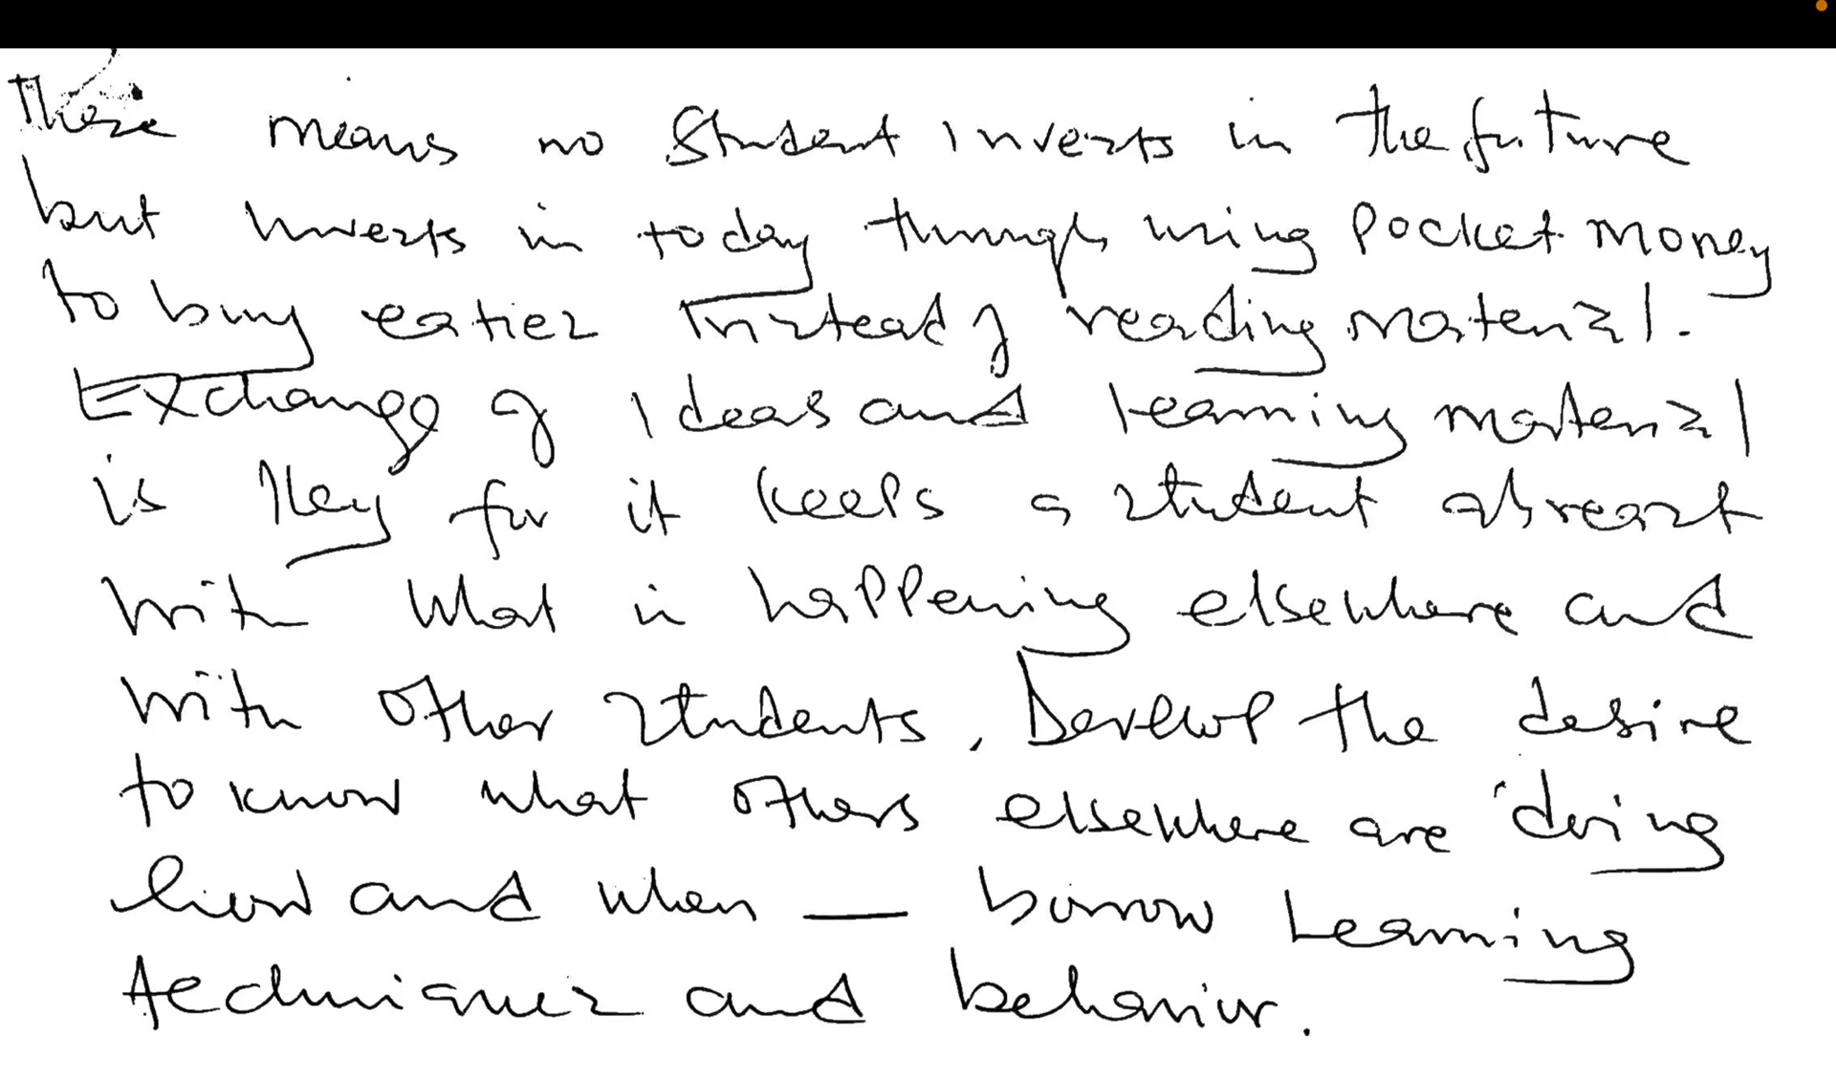 These means no Student invests in the future
but invests in today through using Pocket money
to buy eaties Instead of reading material.
Exchange of Ideas and learning material
is key for it keeps a student abreast
with what is happening elsewhere and
with other students. Develop the desire
to know what others elsewhere are doing
how and when — borrow Learning
techniques and behavior.